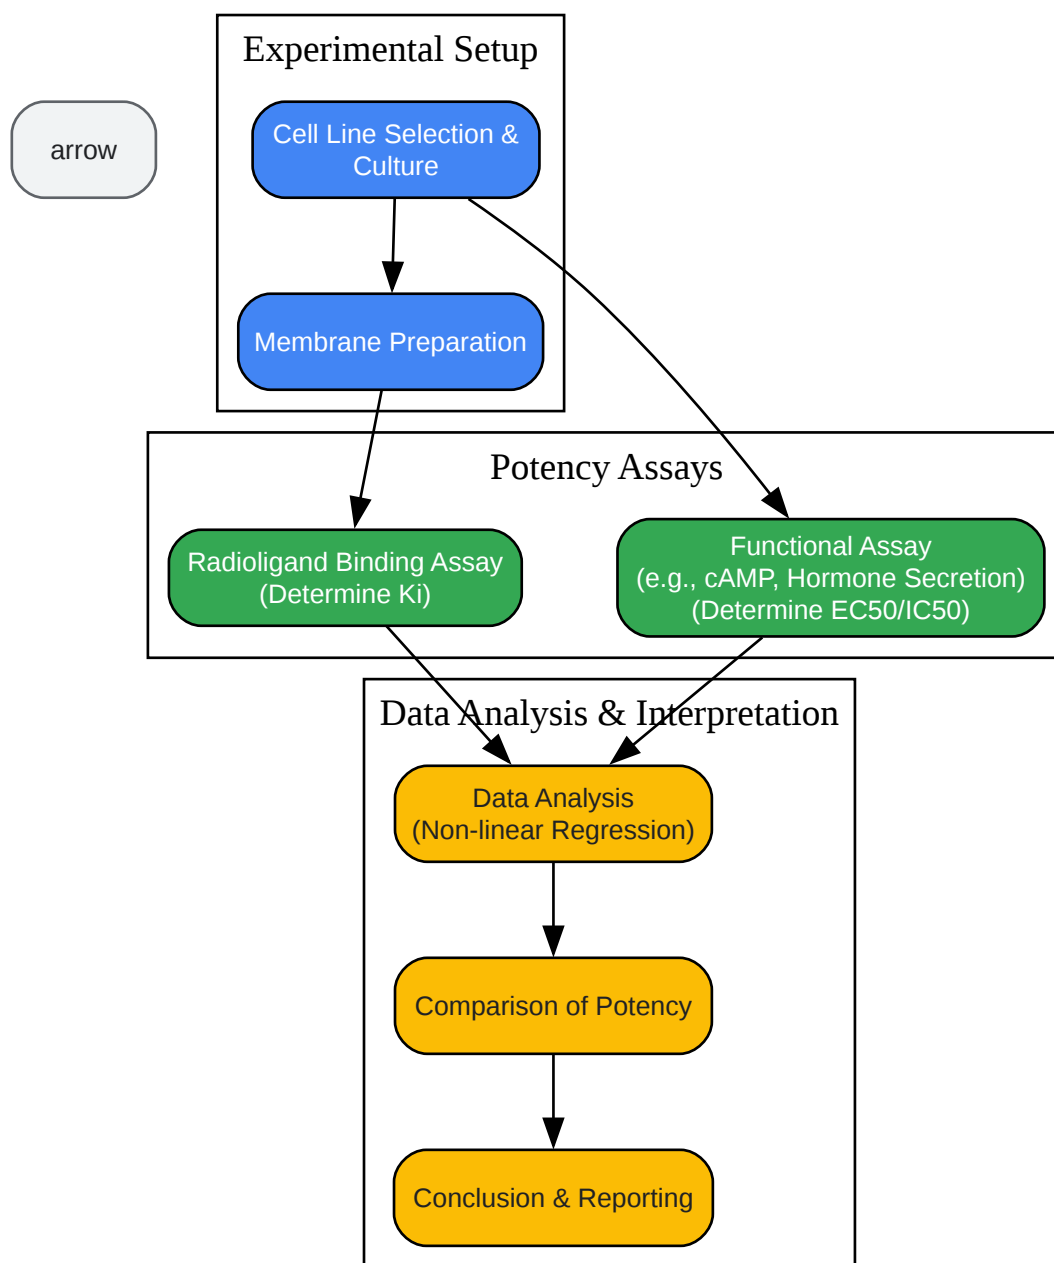 Experimental Setup
arrow
Cell Line Selection &
Culture
Membrane Preparation
Potency Assays
Radioligand Binding Assay
(Determine Ki)
Functional Assay
(e.g., cAMP, Hormone Secretion)
(Determine EC50/IC50)
Data Analysis & Interpretation
Data Analysis
(Non-linear Regression)
Comparison of Potency
Conclusion & Reporting